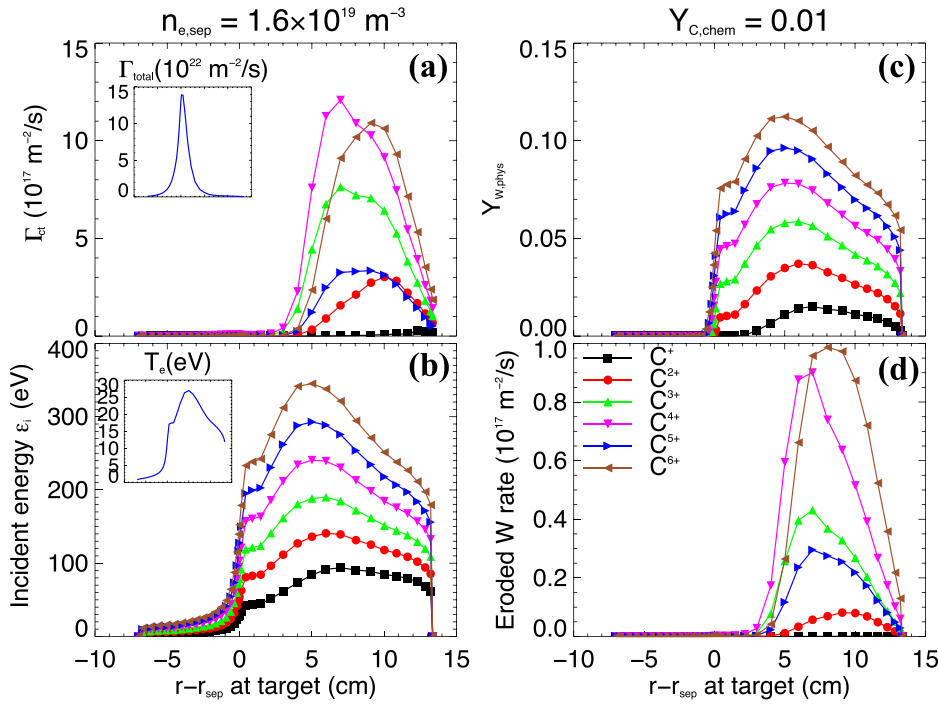 n_e,sep = 1.6×10^19 m^-3
Y_C,chem = 0.01
(a)
Γ_total(10^22 m^-2/s)
15
10
5
0
15
10
5
0
Γ_ct (10^17 m^-2/s)
(c)
0.15
0.10
0.05
0.00
Y_W,phys
(b)
T_e(eV)
30
25
20
15
10
5
0
400
300
200
100
0
Incident energy ε_i (eV)
-10 -5 0 5 10 15
r-r_sep at target (cm)
(d)
C^+
C^2+
C^3+
C^4+
C^5+
C^6+
1.0
0.8
0.6
0.4
0.2
0.0
Eroded W rate (10^17 m^-2/s)
-10 -5 0 5 10 15
r-r_sep at target (cm)